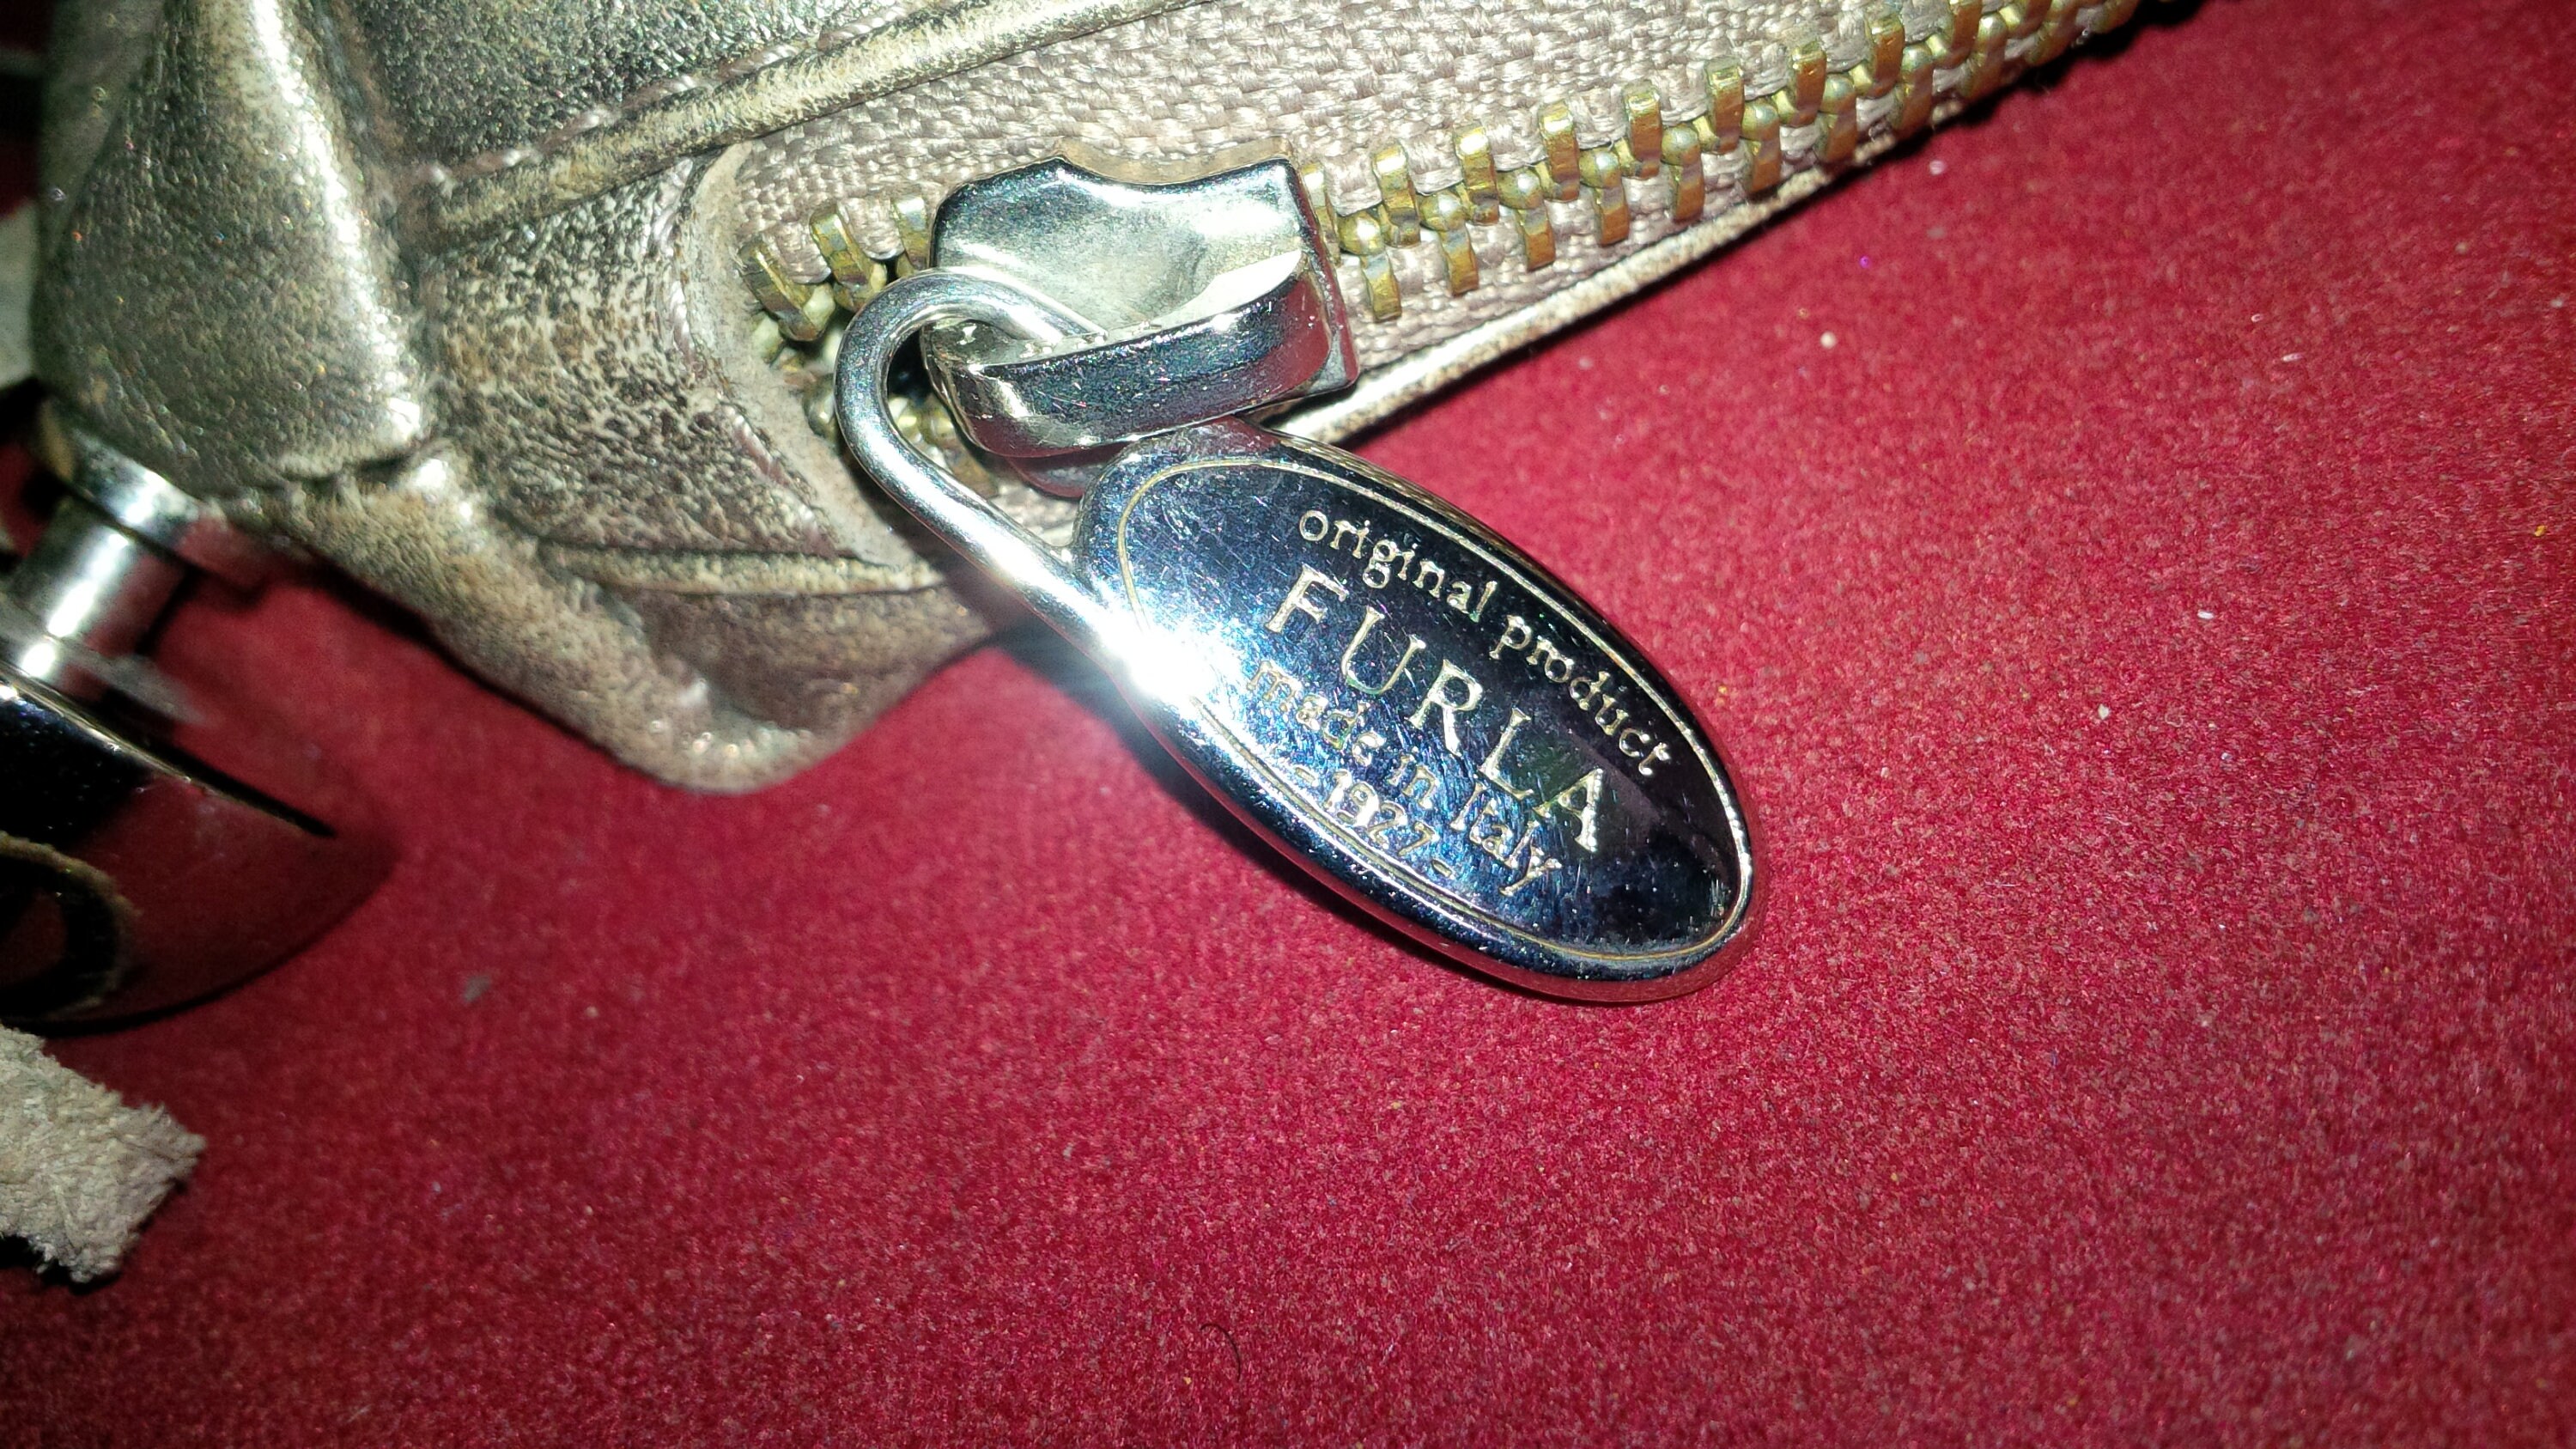 original product
FURLA
made in Italy
-1927-